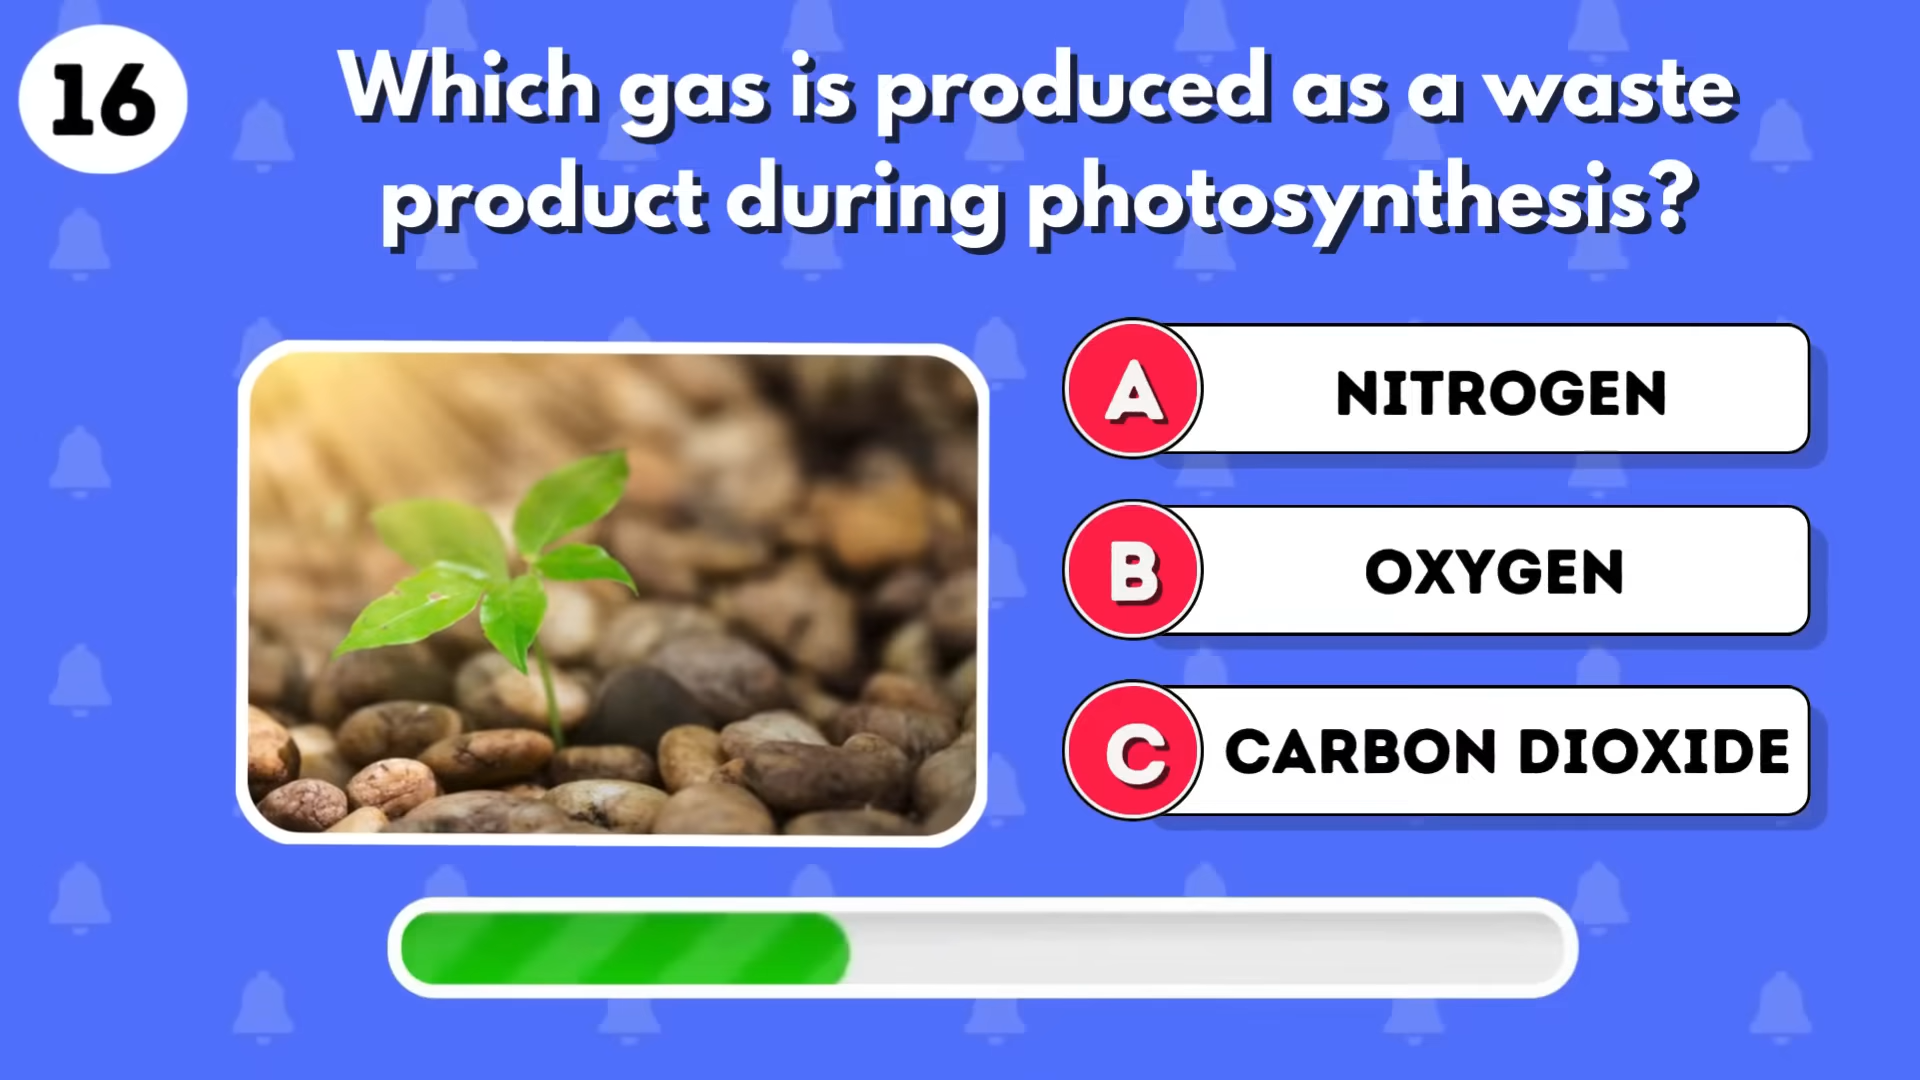 16
Which gas is produced as a waste
product during photosynthesis?
A NITROGEN
B OXYGEN
C CARBON DIOXIDE